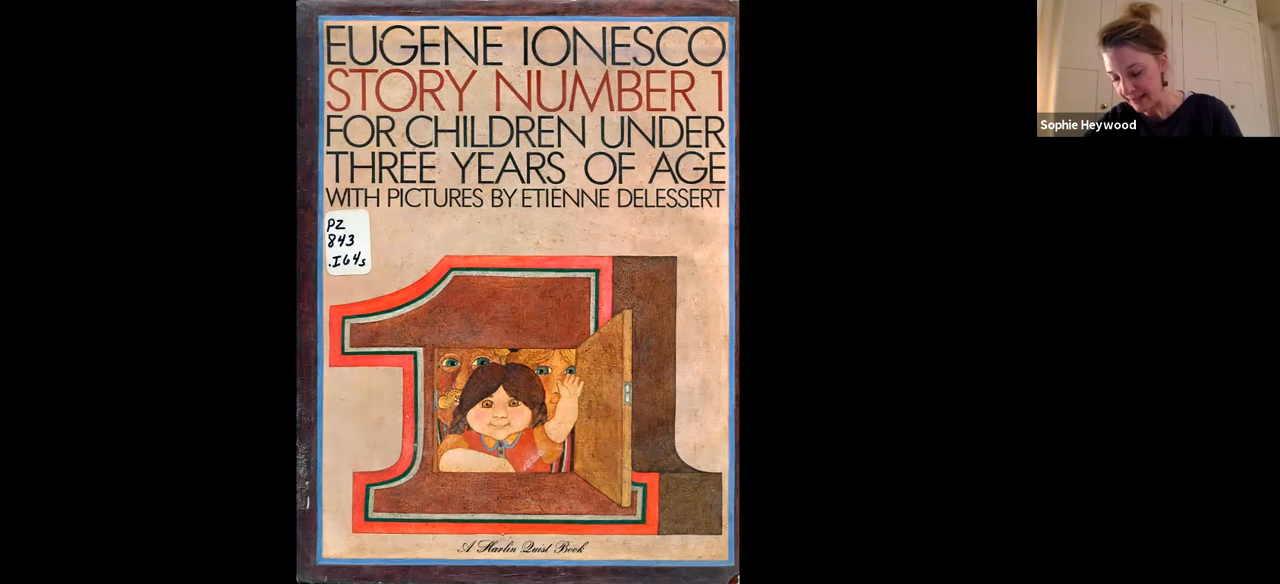 EUGENE IONESCO
STORY NUMBER 1
FOR CHILDREN UNDER
THREE YEARS OF AGE
WITH PICTURES BY ETIENNE DELESSERT
PZ
843
.I64s
A Harlin Quist Book
Sophie Heywood